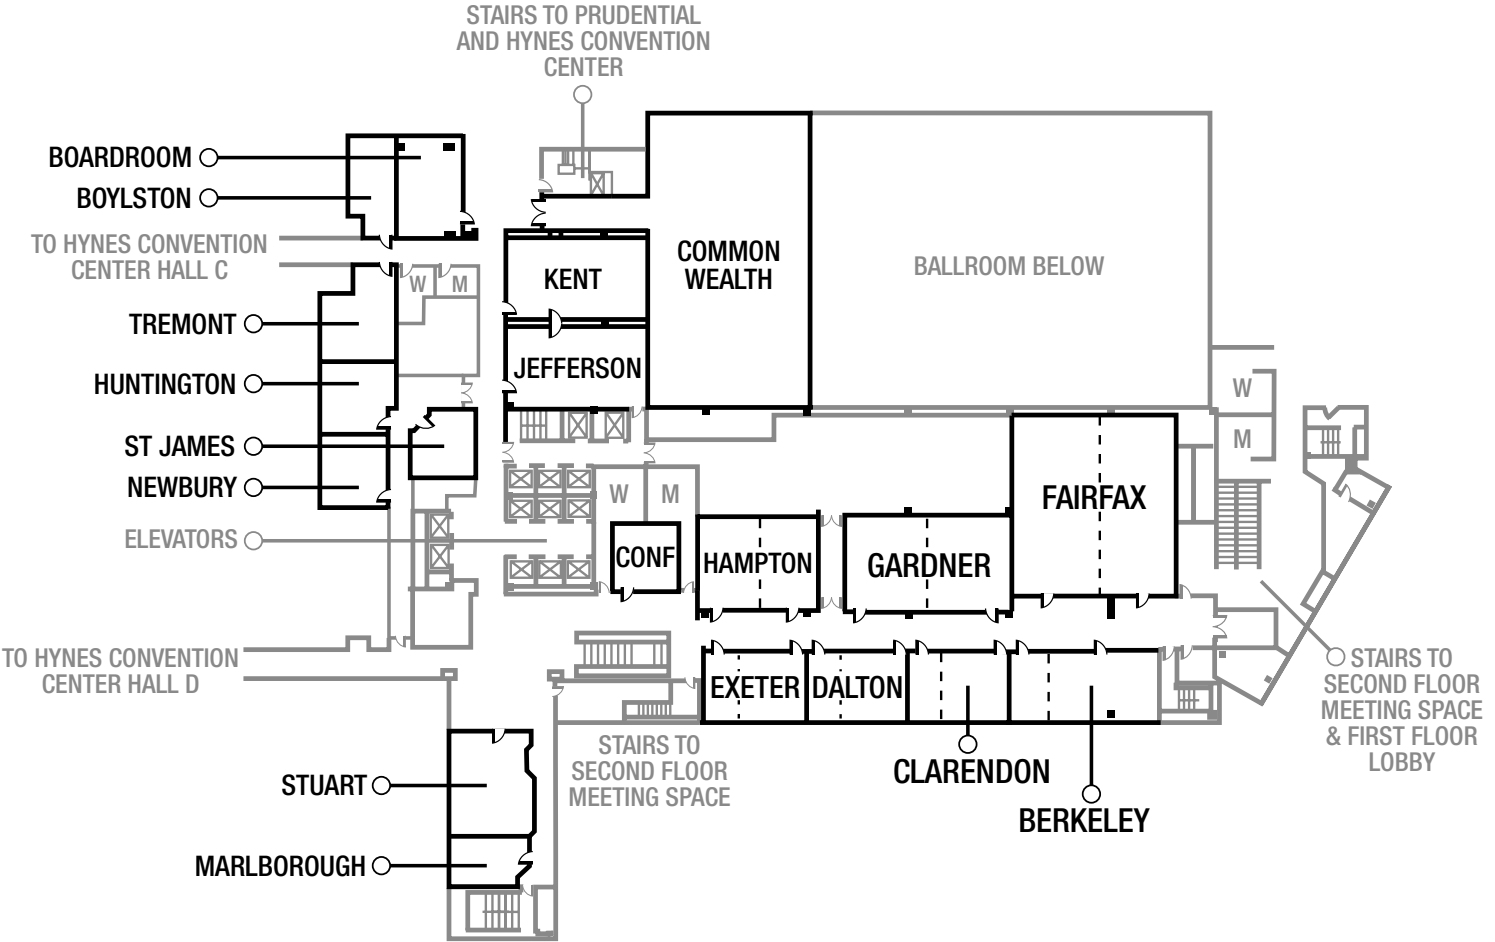 STAIRS TO PRUDENTIAL
AND HYNES CONVENTION
CENTER
BOARDROOM
BOYLSTON
TO HYNES CONVENTION
CENTER HALL C
W
M
TREMONT
HUNTINGTON
ST JAMES
NEWBURY
ELEVATORS
KENT
JEFFERSON
COMMON
WEALTH
BALLROOM BELOW
W
M
W
M
CONF
HAMPTON
GARDNER
FAIRFAX
TO HYNES CONVENTION
CENTER HALL D
EXETER
DALTON
CLARENDON
BERKELEY
STAIRS TO
SECOND FLOOR
MEETING SPACE
& FIRST FLOOR
LOBBY
STAIRS TO
SECOND FLOOR
MEETING SPACE
STUART
MARLBOROUGH